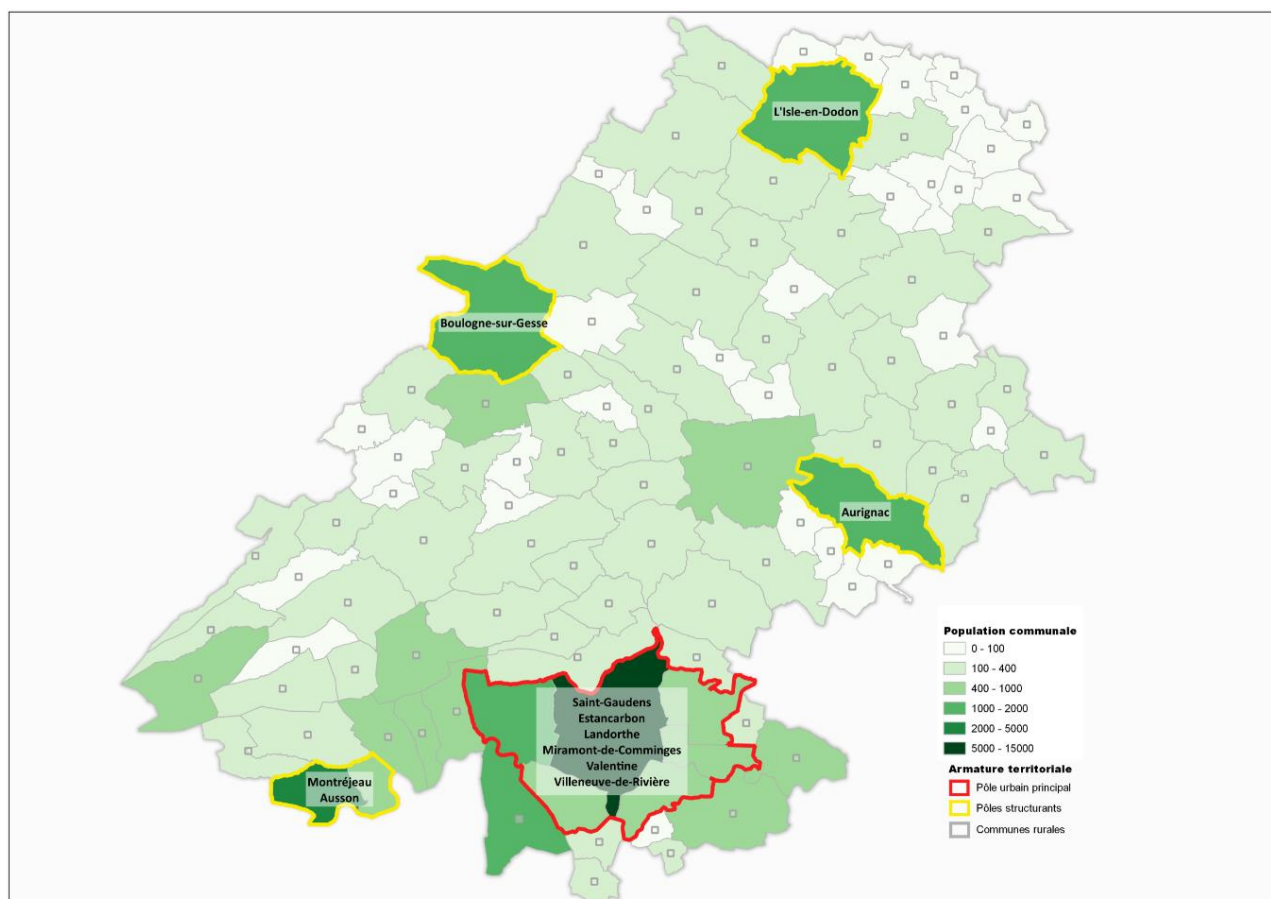 L'Isle-en-Dodon
Boulogne-sur-Gesse
Aurignac
Saint-Gaudens
Estancarbon
Landorthe
Miramont-de-Comminges
Valentine
Villeneuve-de-Rivière
Montréjeau
Ausson
Population communale
0 - 100
100 - 400
400 - 1000
1000 - 2000
2000 - 5000
5000 - 15000
Armature territoriale
Pôle urbain principal
Pôles structurants
Communes rurales